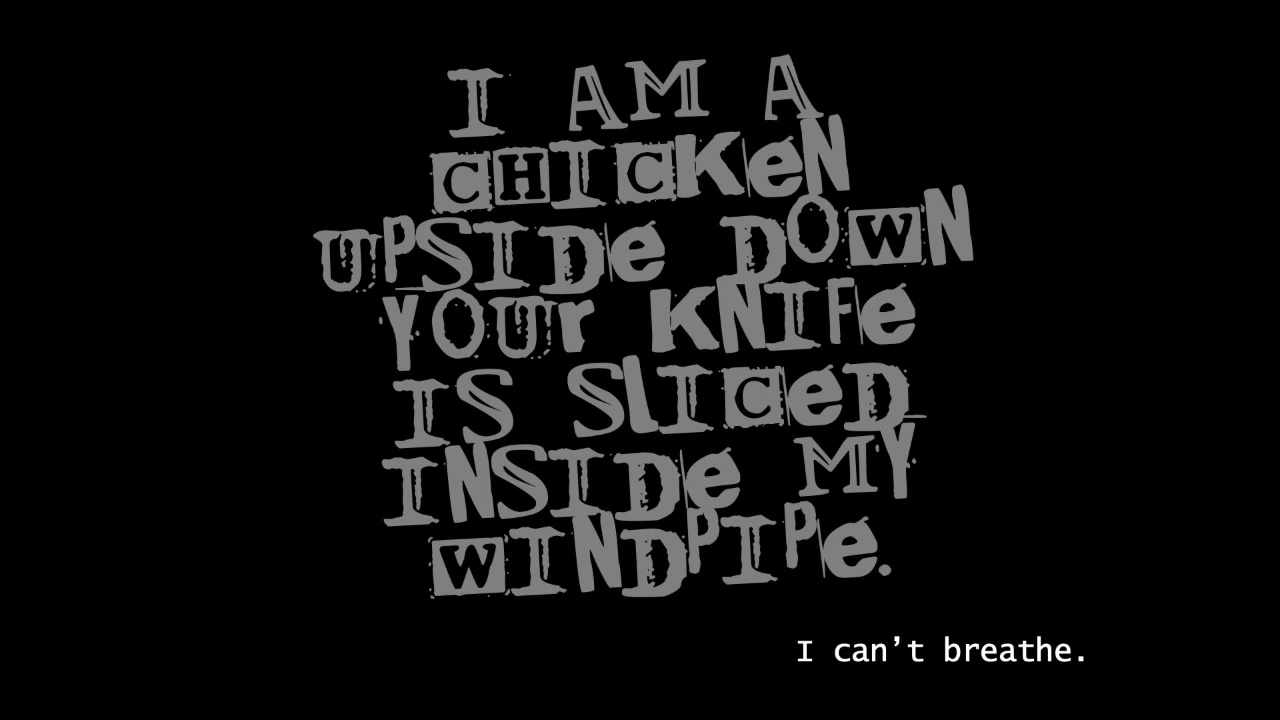 I AM A
CHICKeN
UPSIDe DOWN
YOUr KNIFe
IS SlICeD
INSIDe MY
WINDPIPe.
I can’t breathe.